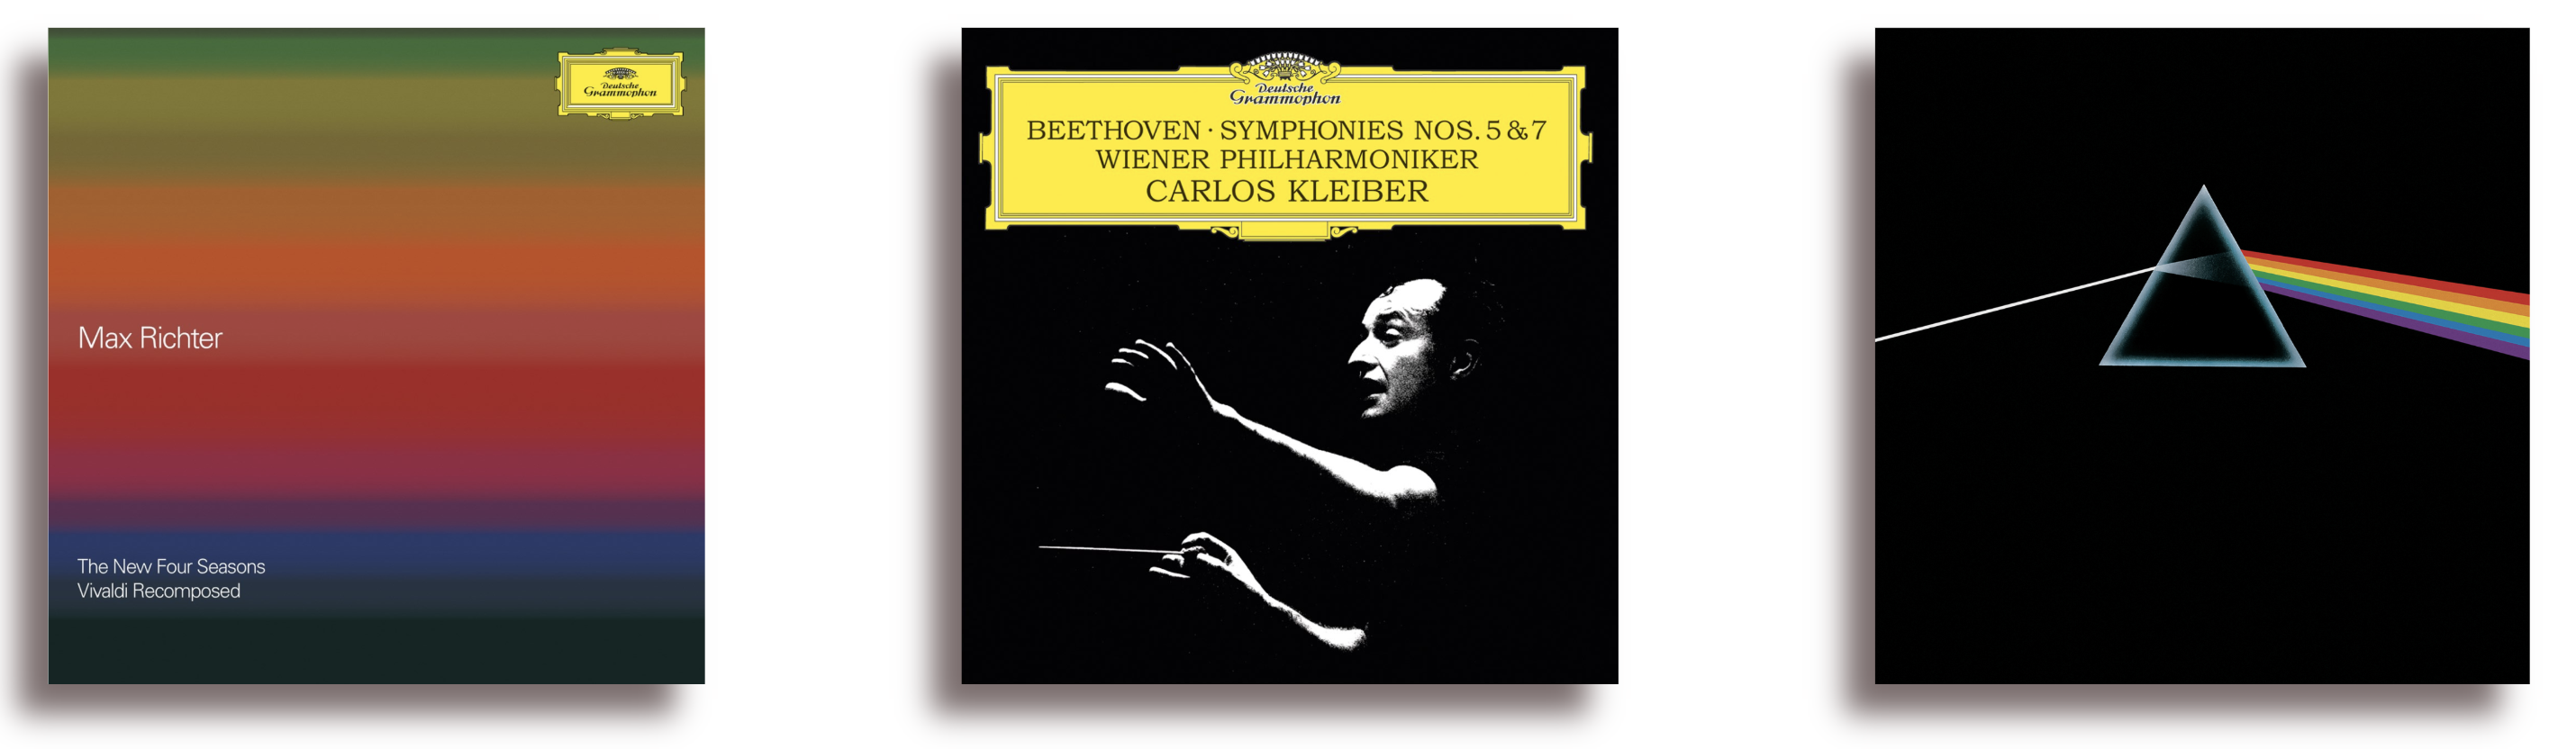 Deutsche
Grammophon
Max Richter
The New Four Seasons
Vivaldi Recomposed
Deutsche
Grammophon
BEETHOVEN · SYMPHONIES NOS. 5 & 7
WIENER PHILHARMONIKER
CARLOS KLEIBER